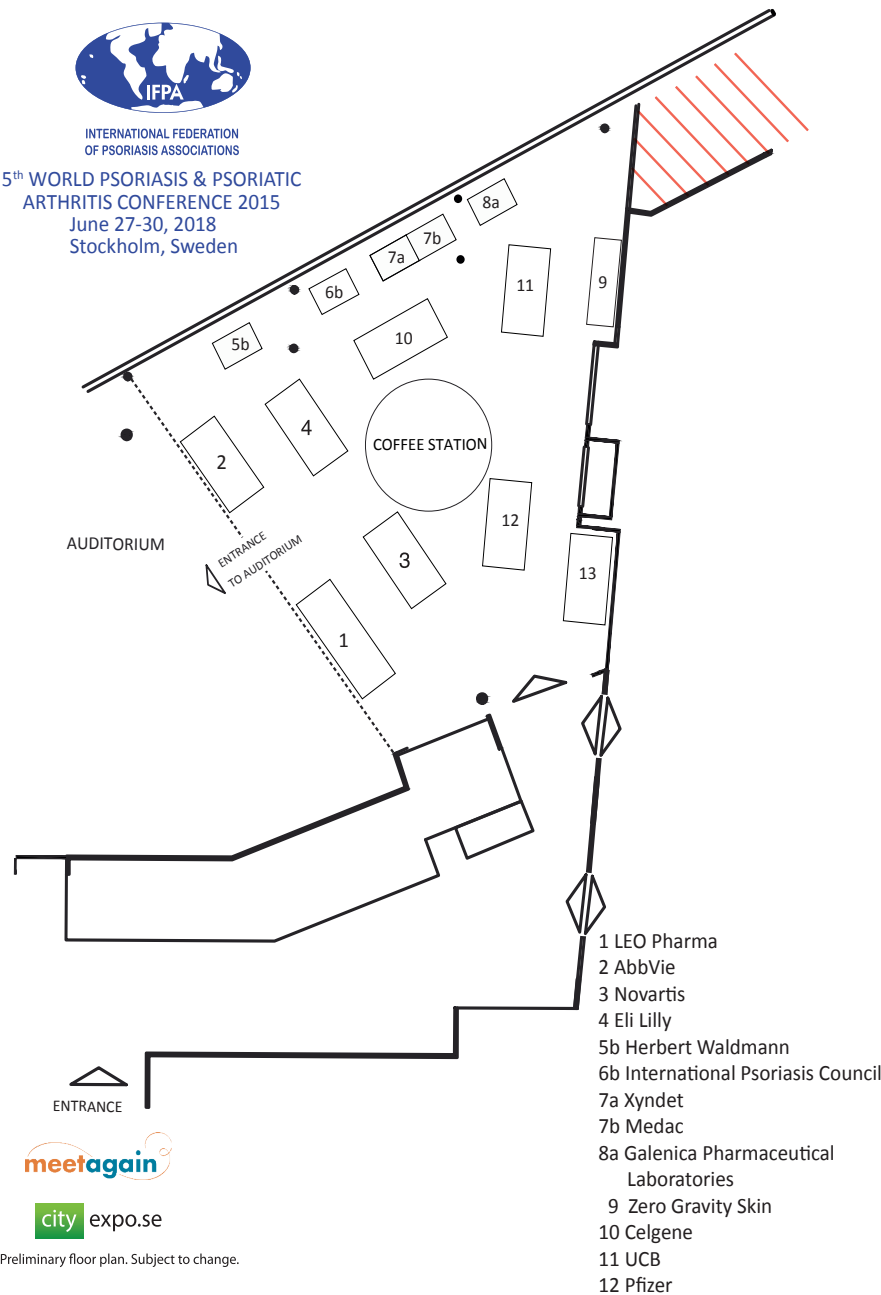 IFPA
INTERNATIONAL FEDERATION
OF PSORIASIS ASSOCIATIONS
5th WORLD PSORIASIS & PSORIATIC
ARTHRITIS CONFERENCE 2015
June 27-30, 2018
Stockholm, Sweden
8a
7b
7a
6b
5b
11
9
10
4
2
COFFEE STATION
12
3
13
1
AUDITORIUM
ENTRANCE
TO AUDITORIUM
1 LEO Pharma
2 AbbVie
3 Novartis
4 Eli Lilly
5b Herbert Waldmann
6b International Psoriasis Council
7a Xyndet
7b Medac
8a Galenica Pharmaceutical
Laboratories
9 Zero Gravity Skin
10 Celgene
11 UCB
12 Pfizer
ENTRANCE
meetagain
city expo.se
Preliminary floor plan. Subject to change.